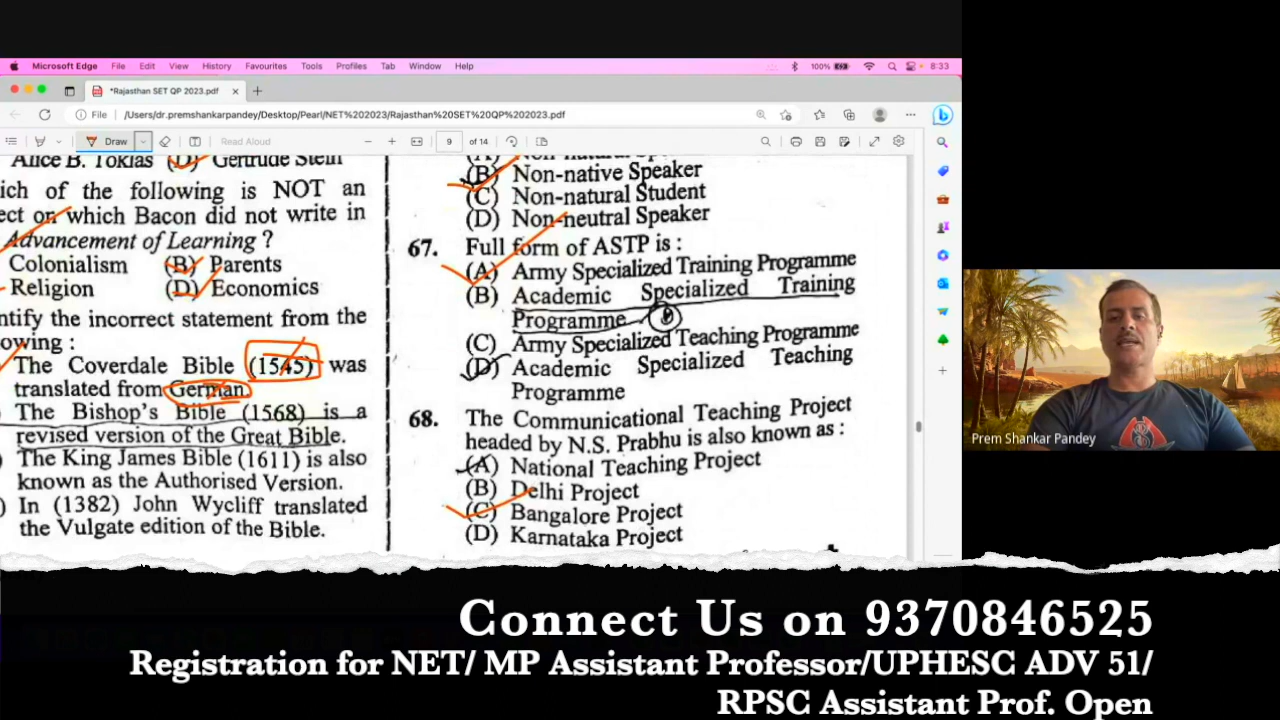 Microsoft Edge File Edit View History Favourites Tools Profiles Tab Window Help 100% 8:33
*Rajasthan SET QP 2023.pdf
File /Users/dr.premshankarpandey/Desktop/Pearl/NET%202023/Rajasthan%20SET%20QP%202023.pdf
Draw Read Aloud 9 of 14
Alice B. Toklas (D) Gertrude Stein
ich of the following is NOT an
ect on which Bacon did not write in
Advancement of Learning ?
Colonialism (B) Parents
Religion (D) Economics
ntify the incorrect statement from the
owing :
The Coverdale Bible (1545) was
translated from German.
The Bishop's Bible (1568) is a
revised version of the Great Bible.
The King James Bible (1611) is also
known as the Authorised Version.
In (1382) John Wycliff translated
the Vulgate edition of the Bible.
(B) Non-native Speaker
(C) Non-natural Student
(D) Non-neutral Speaker
67. Full form of ASTP is :
(A) Army Specialized Training Programme
(B) Academic Specialized Training
Programme
(C) Army Specialized Teaching Programme
(D) Academic Specialized Teaching
Programme
68. The Communicational Teaching Project
headed by N.S. Prabhu is also known as :
(A) National Teaching Project
(B) Delhi Project
(C) Bangalore Project
(D) Karnataka Project
Prem Shankar Pandey
Connect Us on 9370846525
Registration for NET/ MP Assistant Professor/UPHESC ADV 51/
RPSC Assistant Prof. Open